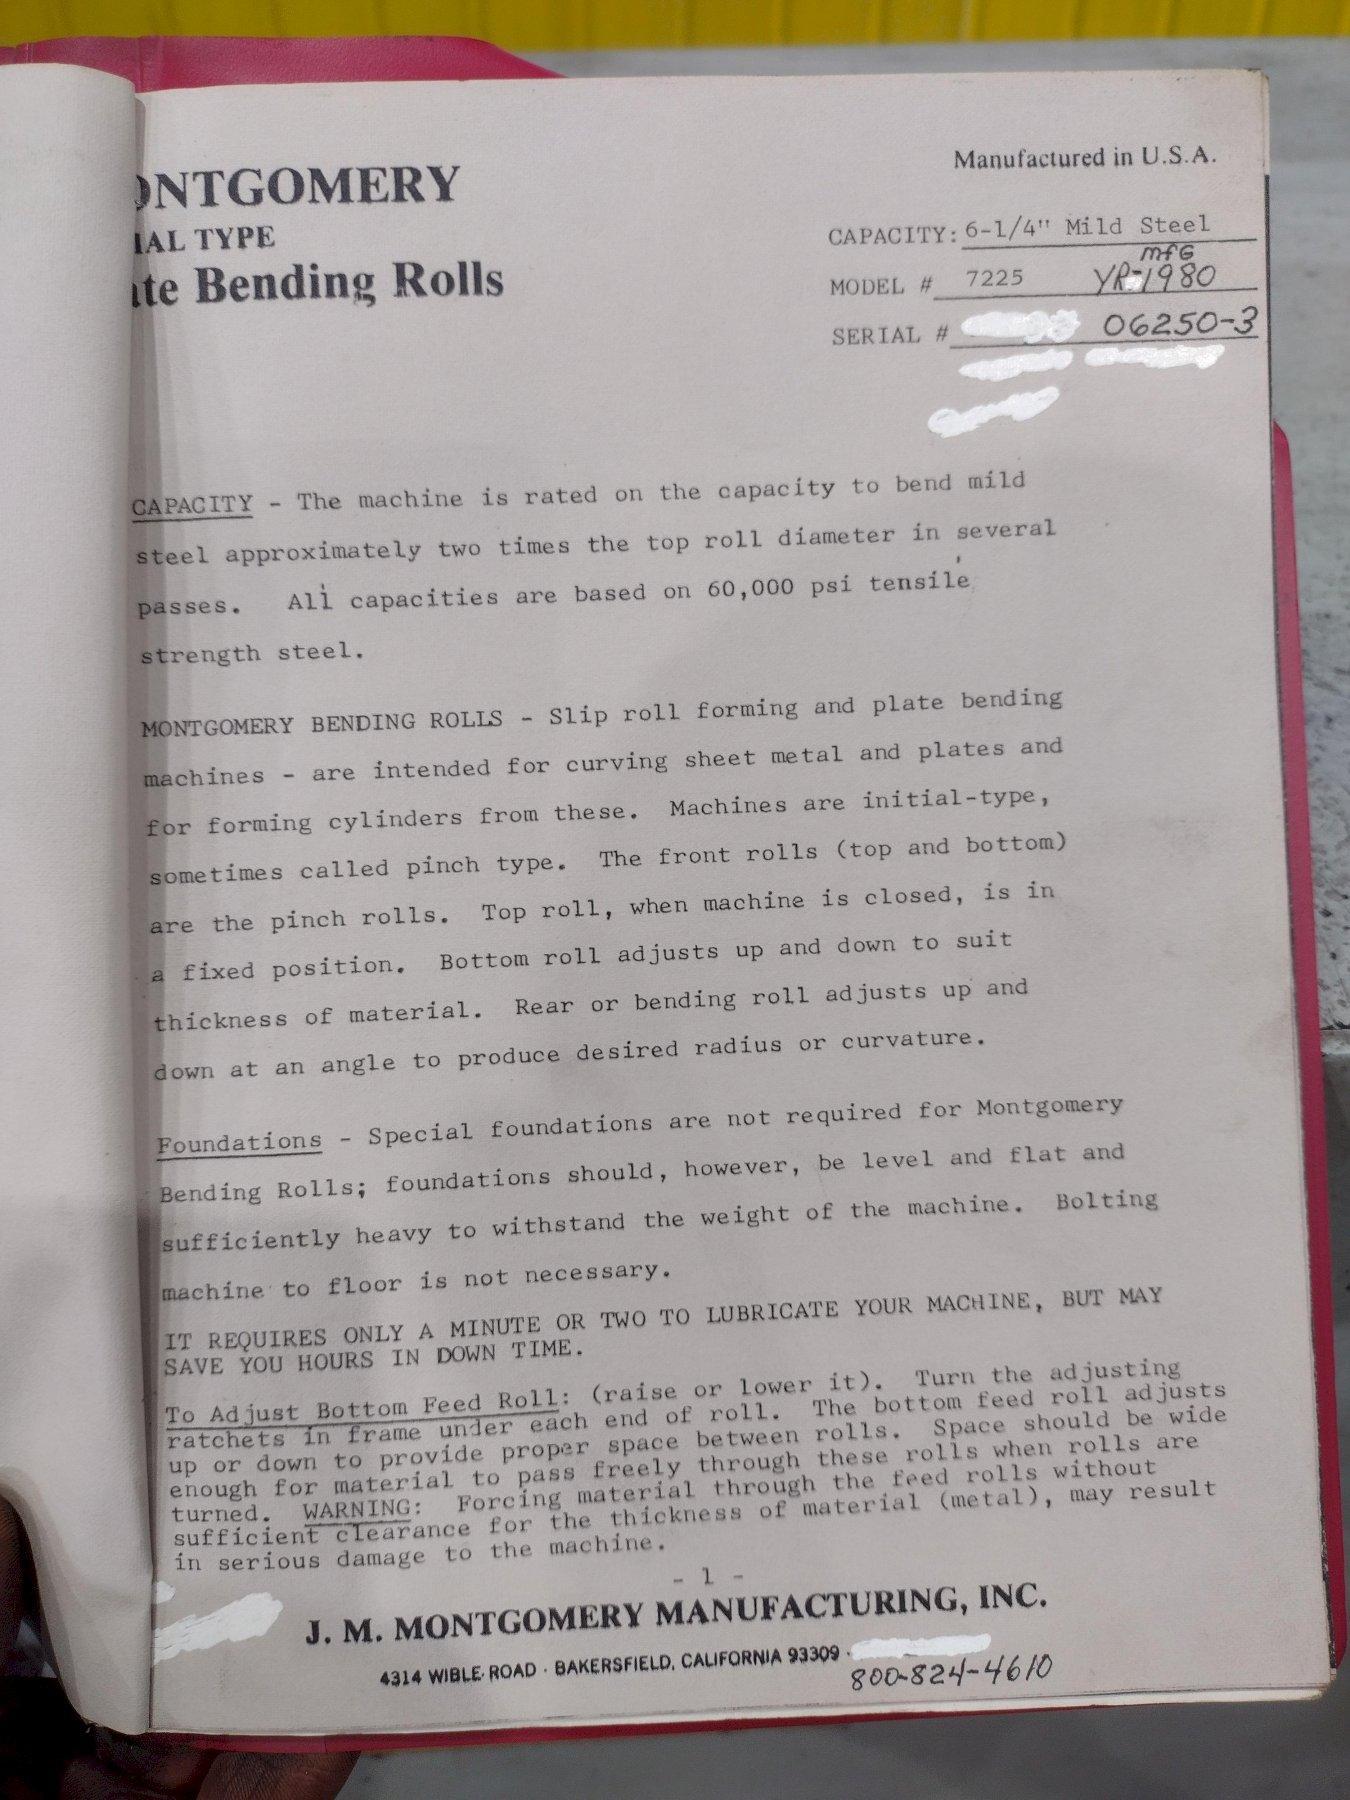 Manufactured in U.S.A.
ONTGOMERY
IAL TYPE
te Bending Rolls
CAPACITY: 6-1/4" Mild Steel
MODEL # 7225 MFG YR-1980
SERIAL # 06250-3
CAPACITY - The machine is rated on the capacity to bend mild
steel approximately two times the top roll diameter in several
passes. All capacities are based on 60,000 psi tensile
strength steel.
MONTGOMERY BENDING ROLLS - Slip roll forming and plate bending
machines - are intended for curving sheet metal and plates and
for forming cylinders from these. Machines are initial-type,
sometimes called pinch type. The front rolls (top and bottom)
are the pinch rolls. Top roll, when machine is closed, is in
a fixed position. Bottom roll adjusts up and down to suit
thickness of material. Rear or bending roll adjusts up and
down at an angle to produce desired radius or curvature.
Foundations - Special foundations are not required for Montgomery
Bending Rolls; foundations should, however, be level and flat and
sufficiently heavy to withstand the weight of the machine. Bolting
machine to floor is not necessary.
IT REQUIRES ONLY A MINUTE OR TWO TO LUBRICATE YOUR MACHINE, BUT MAY
SAVE YOU HOURS IN DOWN TIME.
To Adjust Bottom Feed Roll: (raise or lower it). Turn the adjusting
ratchets in frame under each end of roll. The bottom feed roll adjusts
up or down to provide proper space between rolls. Space should be wide
enough for material to pass freely through these rolls when rolls are
turned. WARNING: Forcing material through the feed rolls without
sufficient clearance for the thickness of material (metal), may result
in serious damage to the machine.
- 1 -
J. M. MONTGOMERY MANUFACTURING, INC.
4314 WIBLE ROAD · BAKERSFIELD, CALIFORNIA 93309 ·
800-824-4610